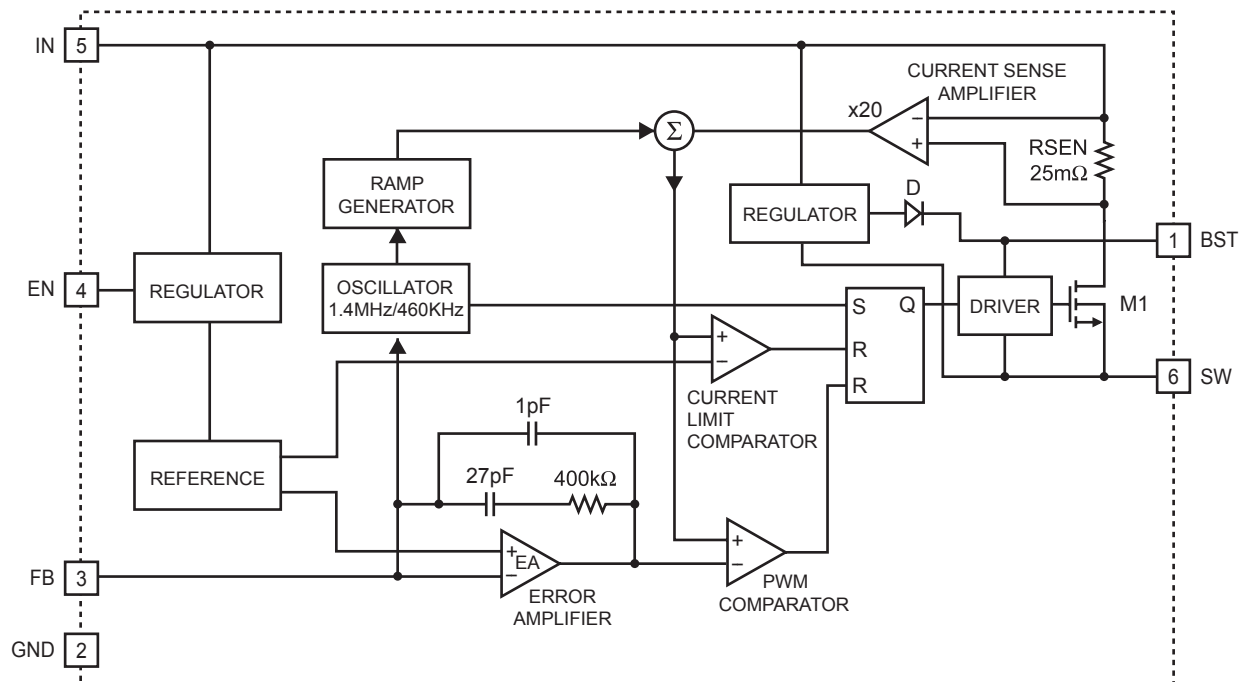 IN 5
CURRENT SENSE
AMPLIFIER
x20
−
+
Σ
RSEN
25mΩ
RAMP
GENERATOR
D
REGULATOR
1 BST
EN 4
REGULATOR
OSCILLATOR
1.4MHz/460KHz
S Q
R
R
DRIVER
M1
+
−
6 SW
CURRENT
LIMIT
COMPARATOR
1pF
27pF
400kΩ
REFERENCE
+
−
EA
ERROR
AMPLIFIER
+
−
PWM
COMPARATOR
FB 3
GND 2